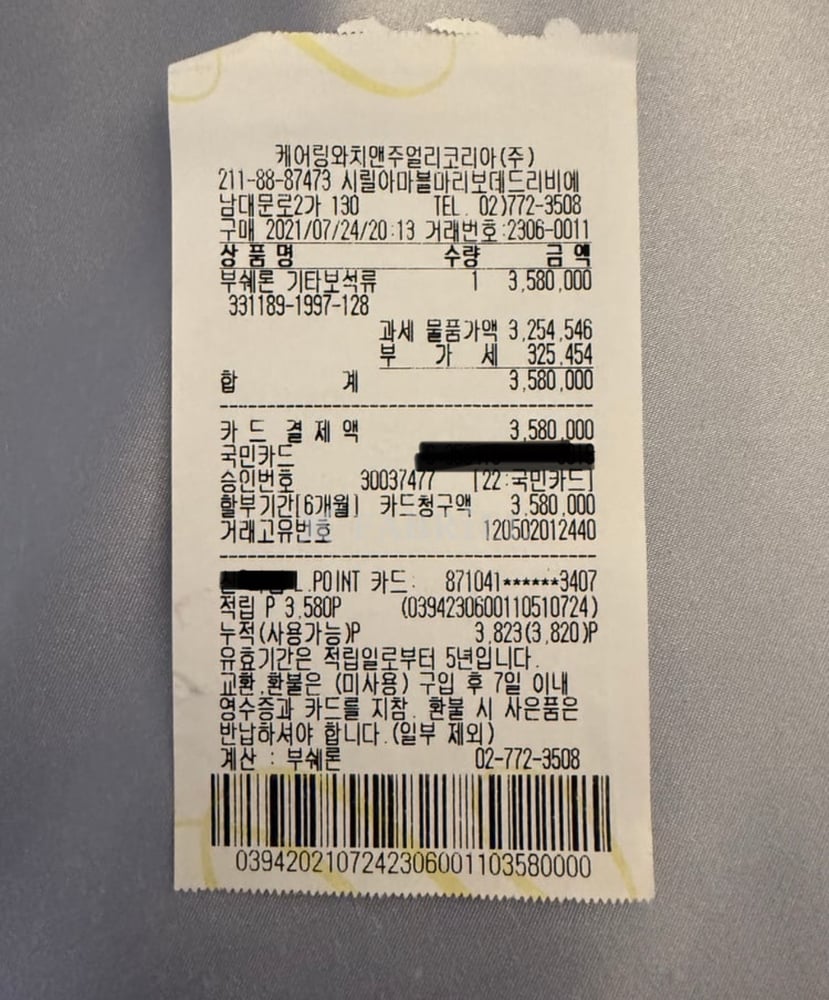 케어링와치앤주얼리코리아(주)
211-88-87473 시릴아마블마리보데드리비에
남대문로2가 130 TEL. 02)772-3508
구매 2021/07/24/20:13 거래번호:2306-0011
상 품 명 수량 금 액
부쉐론 기타보석류 1 3,580,000
331189-1997-128
과세 물품가액 3,254,546
부 가 세 325,454
합 계 3,580,000
카 드 결 제 액 3,580,000
국민카드
승인번호 30037477 [22:국민카드]
할부기간[6개월] 카드청구액 3,580,000
거래고유번호 120502012440
L.POINT 카드: 871041******3407
적립 P 3,580P (0394230600110510724)
누적(사용가능)P 3,823(3,820)P
유효기간은 적립일로부터 5년입니다.
교환,환불은 (미사용) 구입 후 7일 이내
영수증과 카드를 지참, 환불 시 사은품은
반납하셔야 합니다.(일부 제외)
계산 : 부쉐론 02-772-3508
0394202107242306001103580000